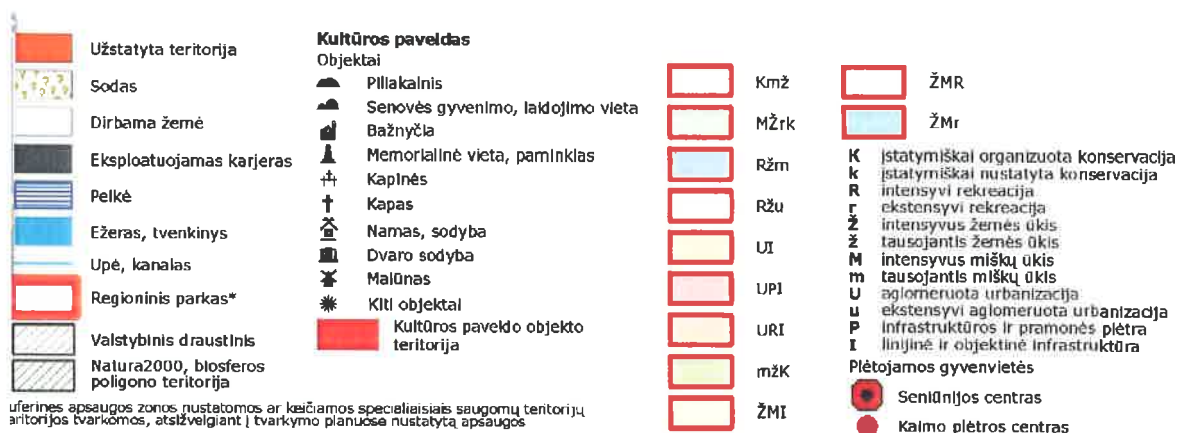 Užstatyta teritorija
Sodas
Dirbama žemė
Eksploatuojamas karjeras
Pelkė
Ežeras, tvenkinys
Upė, kanalas
Regioninis parkas*
Valstybinis draustinis
Natura2000, biosferos
poligono teritorija
Kultūros paveldas
Objektai
Piliakalnis
Senovės gyvenimo, laidojimo vieta
Bažnyčia
Memorialinė vieta, paminklas
Kapinės
Kapas
Namas, sodyba
Dvaro sodyba
Malūnas
Kiti objektai
Kultūros paveldo objekto
teritorija
Kmž
MŽrk
Ržm
Ržu
UI
UPI
URI
mžK
ŽMI
ŽMR
ŽMr
K įstatymiškai organizuota konservacija
k įstatymiškai nustatyta konservacija
R intensyvi rekreacija
r ekstensyvi rekreacija
Ž intensyvus žemės ūkis
ž tausojantis žemės ūkis
M intensyvus miškų ūkis
m tausojantis miškų ūkis
U aglomeruota urbanizacija
u ekstensyvi aglomeruota urbanizacija
P infrastruktūros ir pramonės plėtra
I linijinė ir objektinė infrastruktūra
Plėtojamos gyvenvietės
Seniūnijos centras
Kaimo plėtros centras
uferinės apsaugos zonos nustatomos ar keičiamos specialiaisiais saugomų teritorijų
aritorijos tvarkomos, atsižvelgiant į tvarkymo planuose nustatytą apsaugos